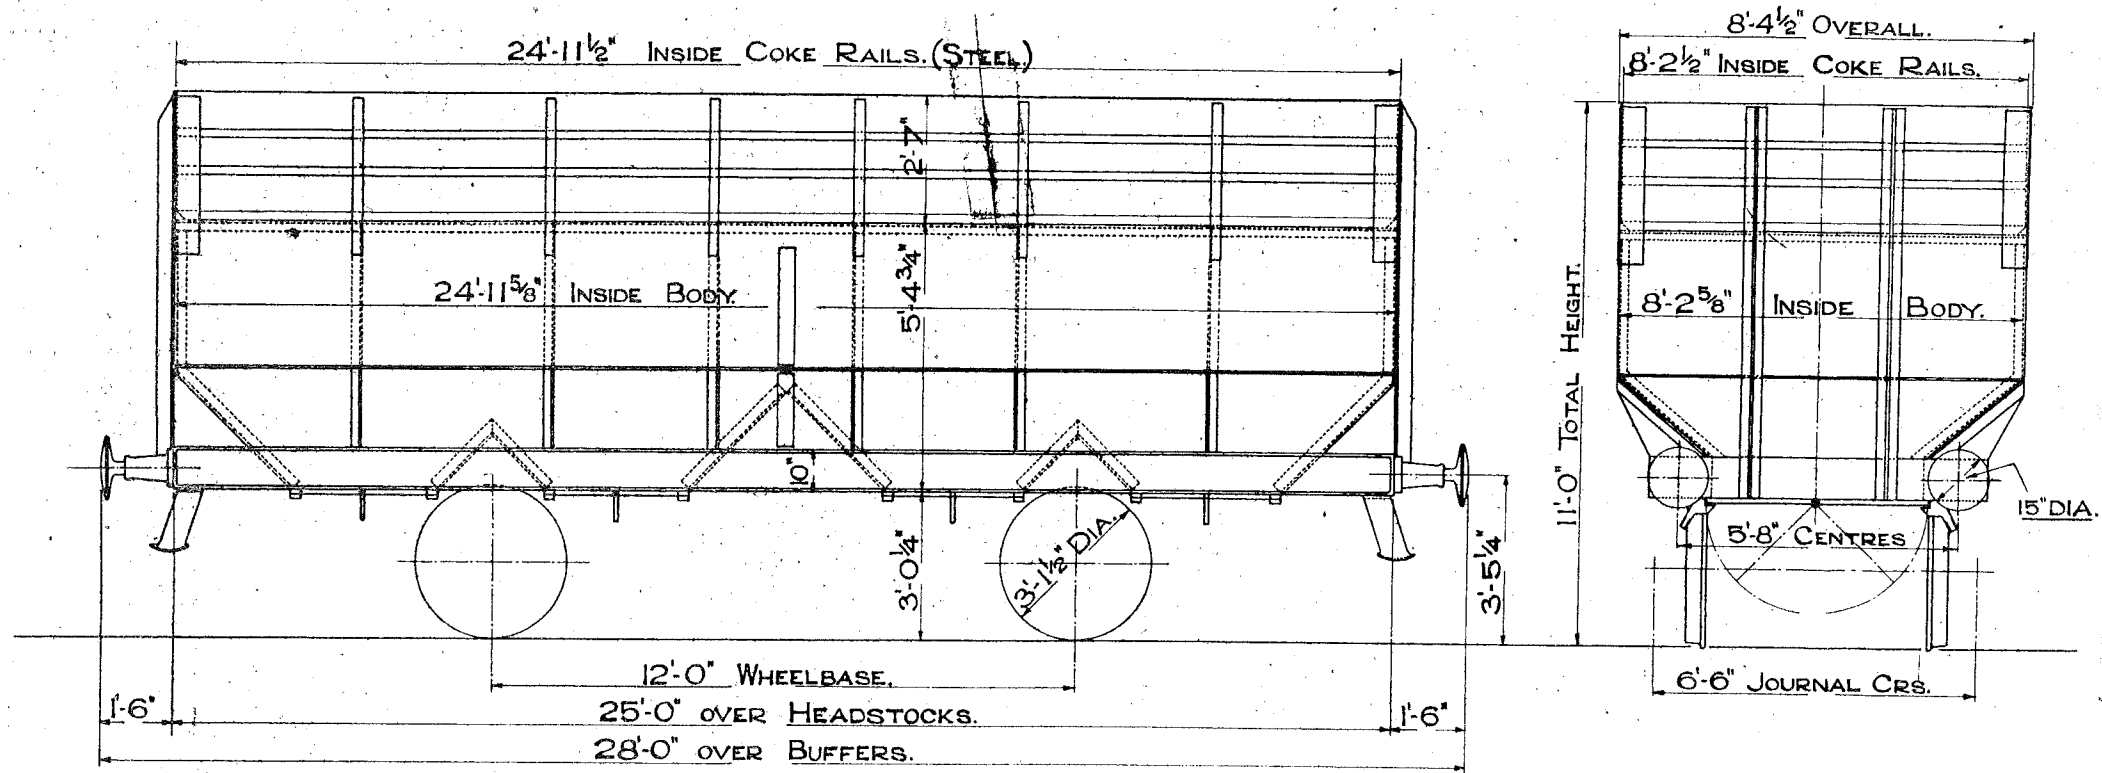 24'-11½" INSIDE COKE RAILS. (STEEL.)
2'-7"
5'-4¾"
24'-11⅝" INSIDE BODY.
10"
3'-0¼"
3'-1½" DIA.
3'-5¼"
12'-0" WHEELBASE.
1'-6"
25'-0" OVER HEADSTOCKS.
1'-6"
28'-0" OVER BUFFERS.
8'-4½" OVERALL.
8'-2½" INSIDE COKE RAILS.
11'-0" TOTAL HEIGHT.
8'-2⅝" INSIDE BODY.
15" DIA.
5'-8" CENTRES
6'-6" JOURNAL CRS.